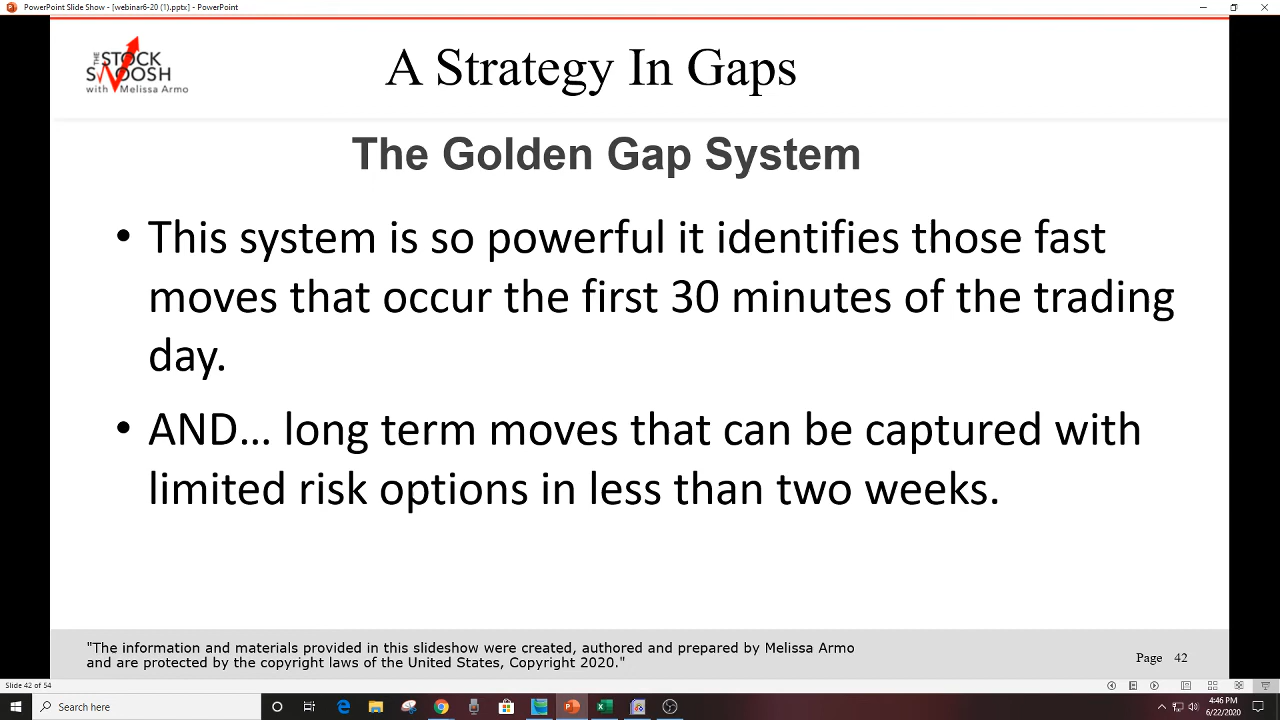 PowerPoint Slide Show - [webinar6-20 (1).pptx] - PowerPoint
THE
STOCK
SWOOSH
with Melissa Armo
A Strategy In Gaps
The Golden Gap System
• This system is so powerful it identifies those fast
moves that occur the first 30 minutes of the trading
day.
• AND... long term moves that can be captured with
limited risk options in less than two weeks.
"The information and materials provided in this slideshow were created, authored and prepared by Melissa Armo
and are protected by the copyright laws of the United States, Copyright 2020."
Page 42
Slide 42 of 54
Search here
4:46 PM
6/22/2020